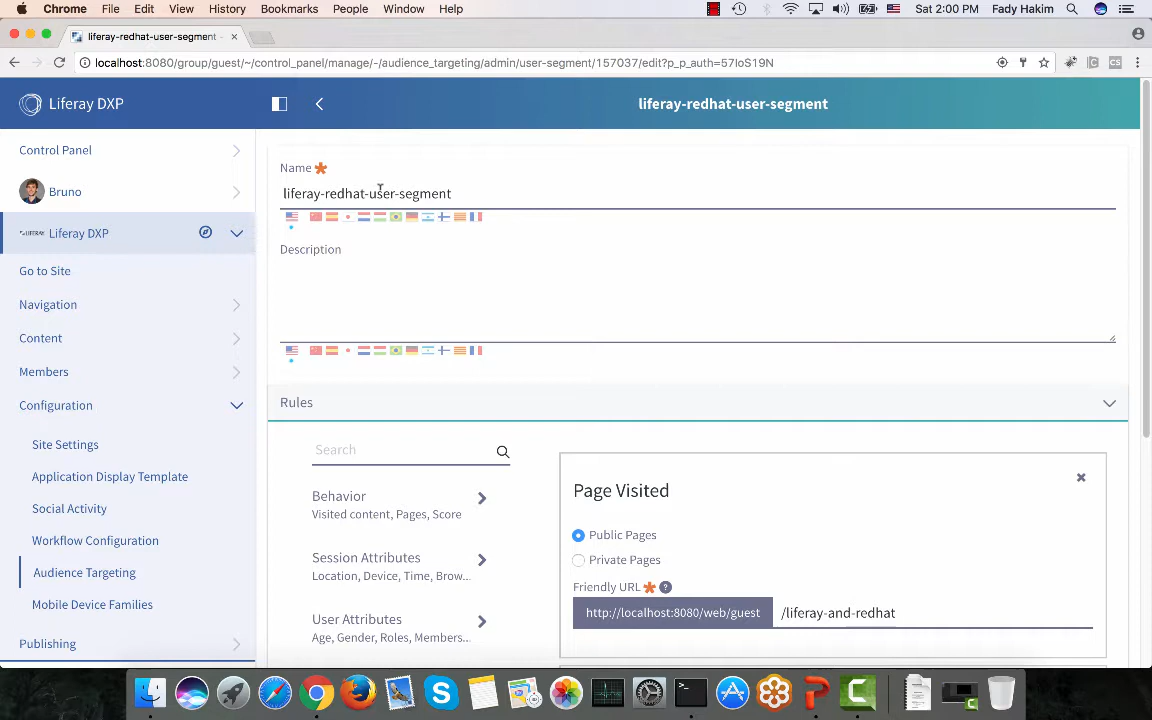 Chrome File Edit View History Bookmarks People Window Help Sat 2:00 PM Fady Hakim
liferay-redhat-user-segment -
localhost:8080/group/guest/~/control_panel/manage/-/audience_targeting/admin/user-segment/157037/edit?p_p_auth=57IoS19N
Liferay DXP
liferay-redhat-user-segment
Control Panel
Bruno
LIFERAY Liferay DXP
Go to Site
Navigation
Content
Members
Configuration
Site Settings
Application Display Template
Social Activity
Workflow Configuration
Audience Targeting
Mobile Device Families
Publishing
Name
liferay-redhat-user-segment
Description
Rules
Search
Behavior
Visited content, Pages, Score
Session Attributes
Location, Device, Time, Brow...
User Attributes
Age, Gender, Roles, Members...
Page Visited
Public Pages
Private Pages
Friendly URL
http://localhost:8080/web/guest /liferay-and-redhat